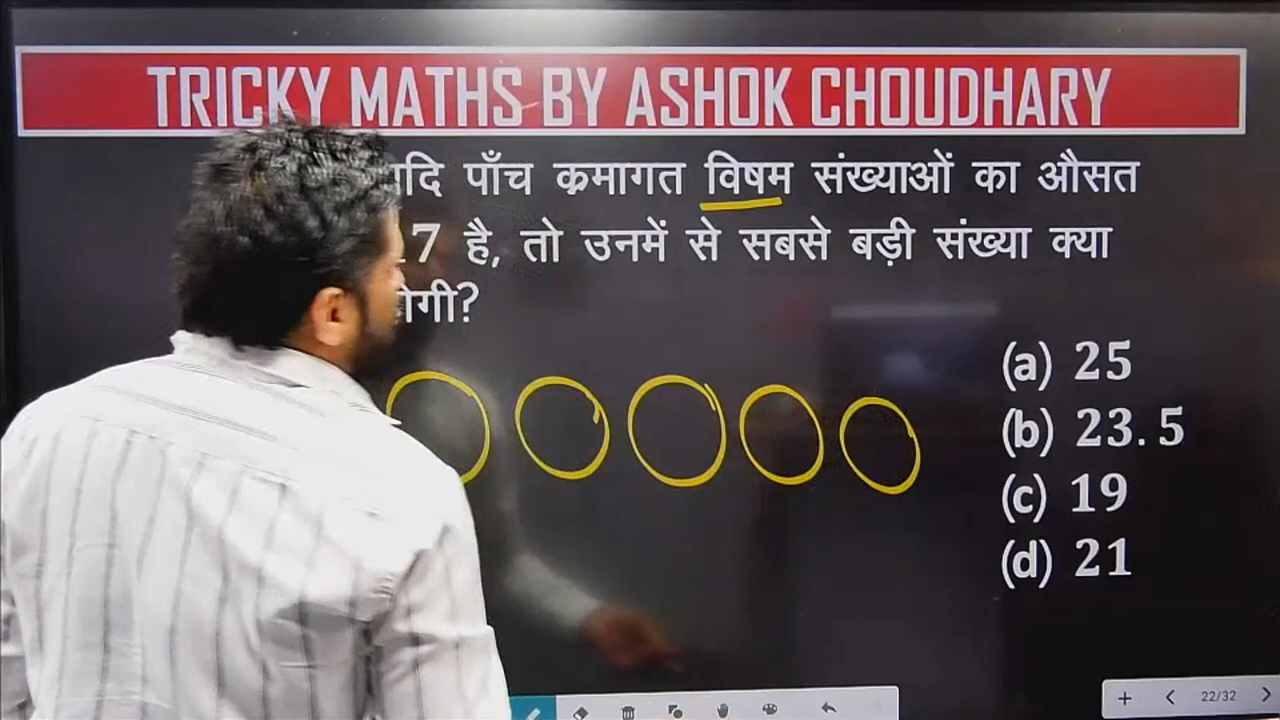 TRICKY MATHS BY ASHOK CHOUDHARY
पाँच क्रमागत विषम संख्याओं का औसत
7 है, तो उनमें से सबसे बड़ी संख्या क्या
(a) 25
(b) 23.5
(c) 19
(d) 21
22/32